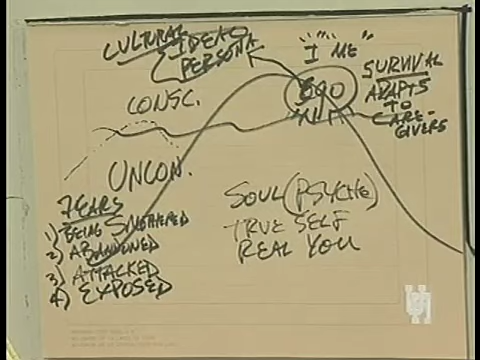 CULTURAL
IDEAS
PERSONA
"I" "ME"
EGO
SURVIVAL
ADAPTS
TO
CARE-
GIVERS
CONSC.
UNCON.
FEARS
1) BEING SMOTHERED
2) ABANDONED
3) ATTACKED
4) EXPOSED
SOUL (PSYCHE)
TRUE SELF
REAL YOU